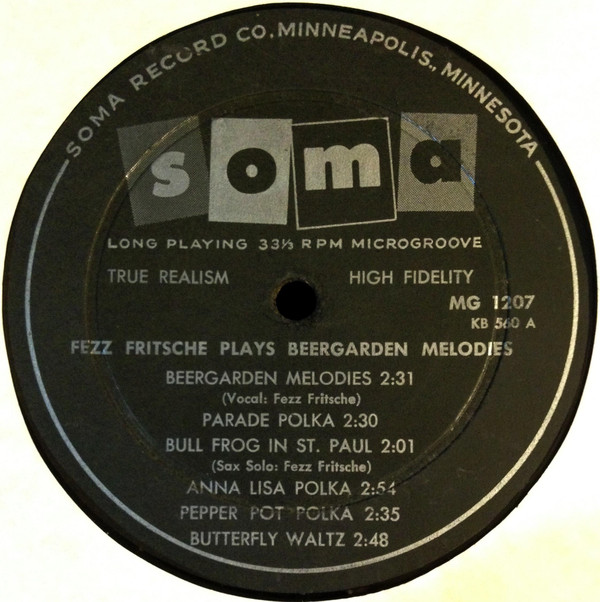 SOMA RECORD CO., MINNEAPOLIS., MINNESOTA
soma
LONG PLAYING 33⅓ RPM MICROGROOVE
TRUE REALISM HIGH FIDELITY
MG 1207
KB 560 A
FEZZ FRITSCHE PLAYS BEERGARDEN MELODIES
BEERGARDEN MELODIES 2:31
(Vocal: Fezz Fritsche)
PARADE POLKA 2:30
BULL FROG IN ST. PAUL 2:01
(Sax Solo: Fezz Fritsche)
ANNA LISA POLKA 2:54
PEPPER POT POLKA 2:35
BUTTERFLY WALTZ 2:48